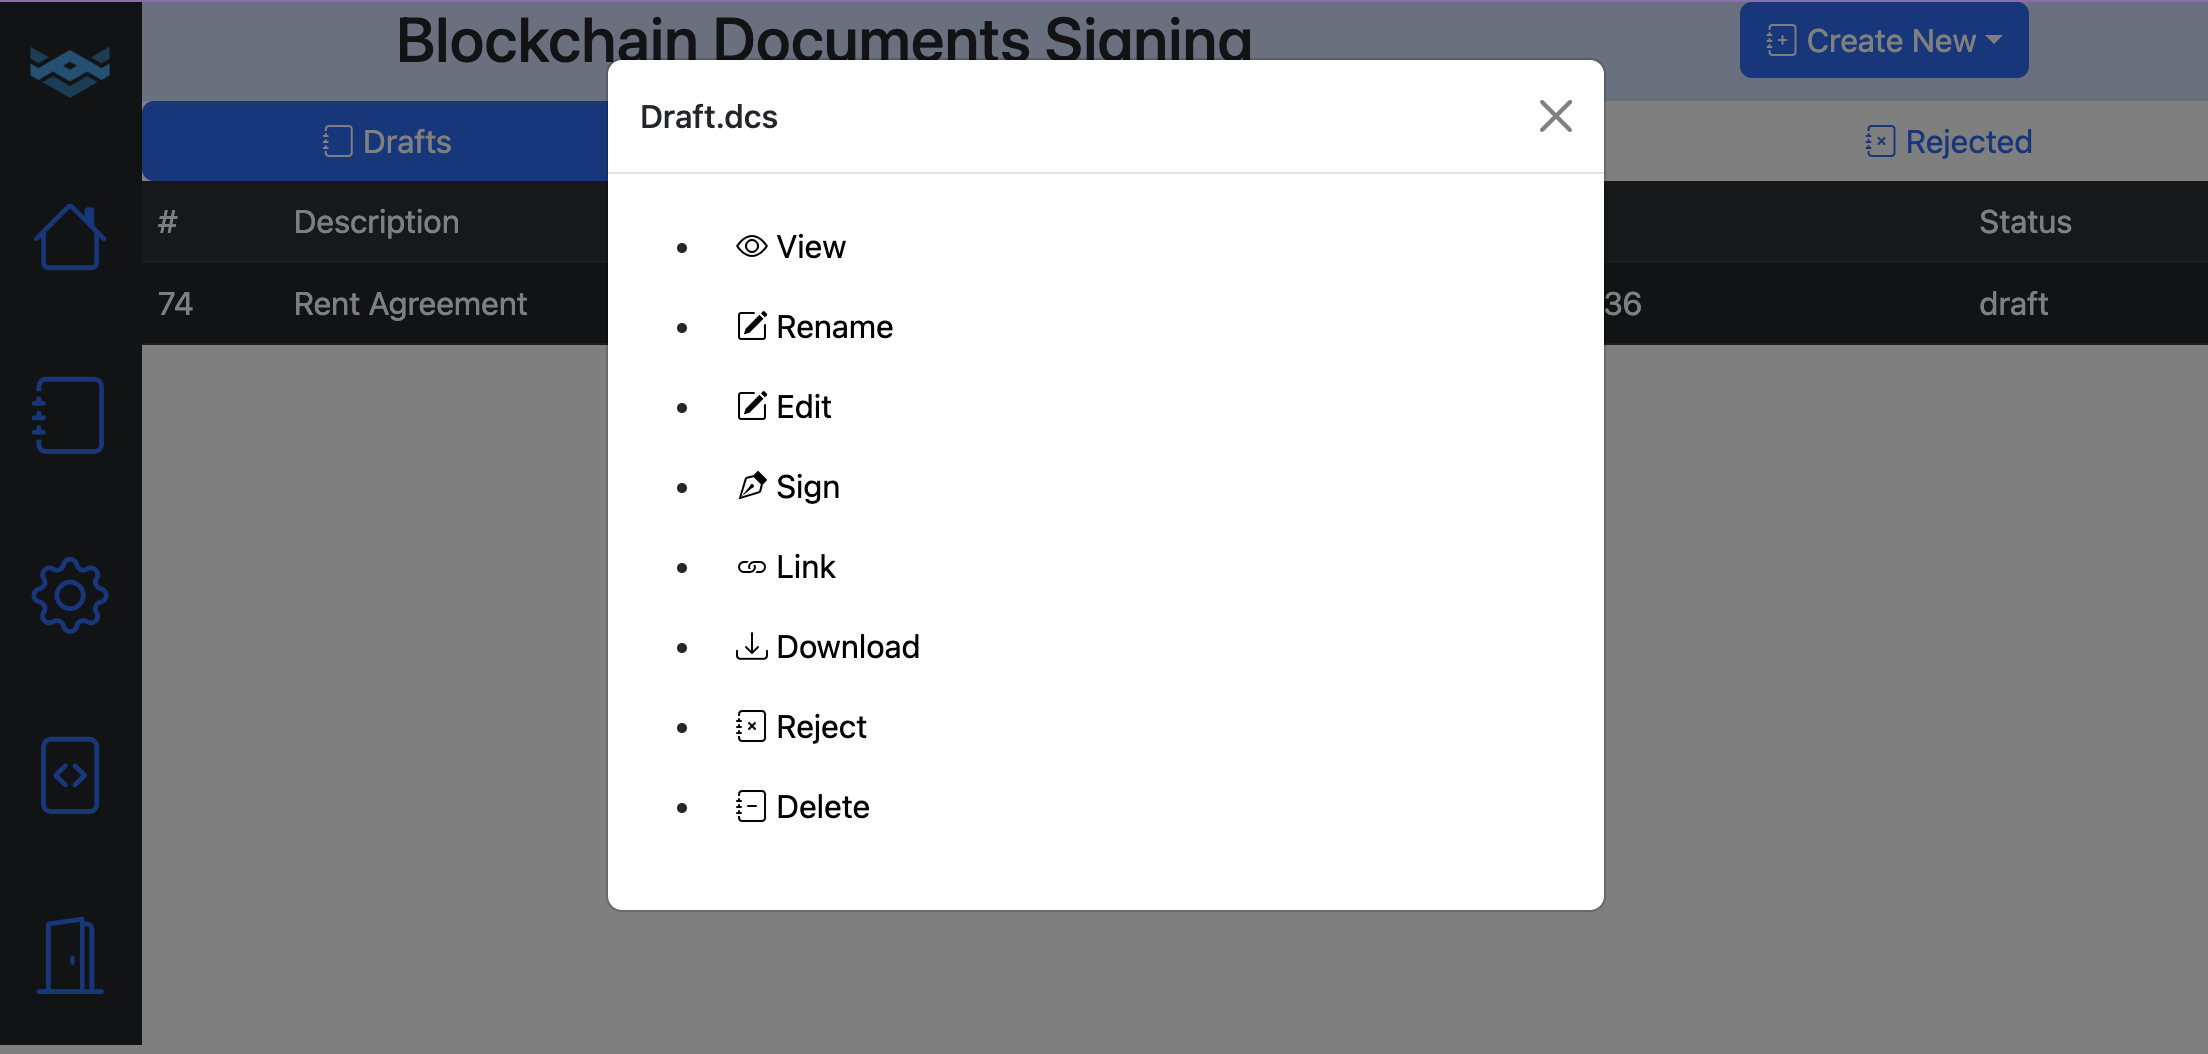 Blockchain Documents Signing
Create New
Draft.dcs
Drafts
Rejected
# Description Status
74 Rent Agreement 36 draft
View
Rename
Edit
Sign
Link
Download
Reject
Delete